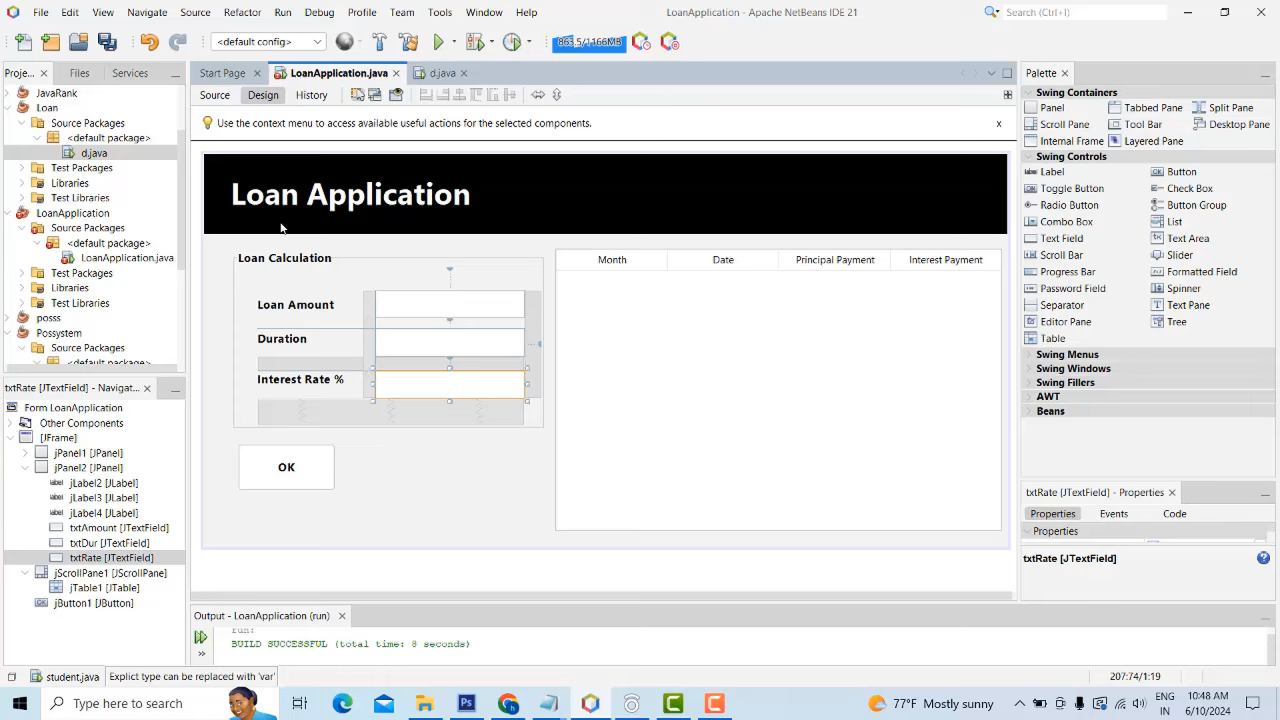 File Edit View Navigate Source Refactor Run Debug Profile Team Tools Window Help LoanApplication - Apache NetBeans IDE 21 Search (Ctrl+I)
<default config> 863.5/1166MB
Proje... Files Services Start Page LoanApplication.java d.java Palette
JavaRank
Loan
Source Packages
<default package>
d.java
Test Packages
Libraries
Test Libraries
LoanApplication
Source Packages
<default package>
LoanApplication.java
Test Packages
Libraries
Test Libraries
posss
Possystem
Source Packages
<default package>
Source Design History
Use the context menu to access available useful actions for the selected components. x
Loan Application
Loan Calculation
Loan Amount
Duration
Interest Rate %
OK
Month Date Principal Payment Interest Payment
Swing Containers
Panel Tabbed Pane Split Pane
Scroll Pane Tool Bar Desktop Pane
Internal Frame Layered Pane
Swing Controls
Label Button
Toggle Button Check Box
Radio Button Button Group
Combo Box List
Text Field Text Area
Scroll Bar Slider
Progress Bar Formatted Field
Password Field Spinner
Separator Text Pane
Editor Pane Tree
Table
Swing Menus
Swing Windows
Swing Fillers
AWT
Beans
txtRate [JTextField] - Navigat...
Form LoanApplication
Other Components
[JFrame]
jPanel1 [JPanel]
jPanel2 [JPanel]
jLabel2 [JLabel]
jLabel3 [JLabel]
jLabel4 [JLabel]
txtAmount [JTextField]
txtDur [JTextField]
txtRate [JTextField]
jScrollPane1 [JScrollPane]
jTable1 [JTable]
jButton1 [JButton]
txtRate [JTextField] - Properties
Properties Events Code
Properties
txtRate [JTextField]
Output - LoanApplication (run)
run:
BUILD SUCCESSFUL (total time: 8 seconds)
student.java Explict type can be replaced with 'var' 207:74/1:19
Type here to search Ps 77°F Mostly sunny IN 10:48 AM
6/10/2024